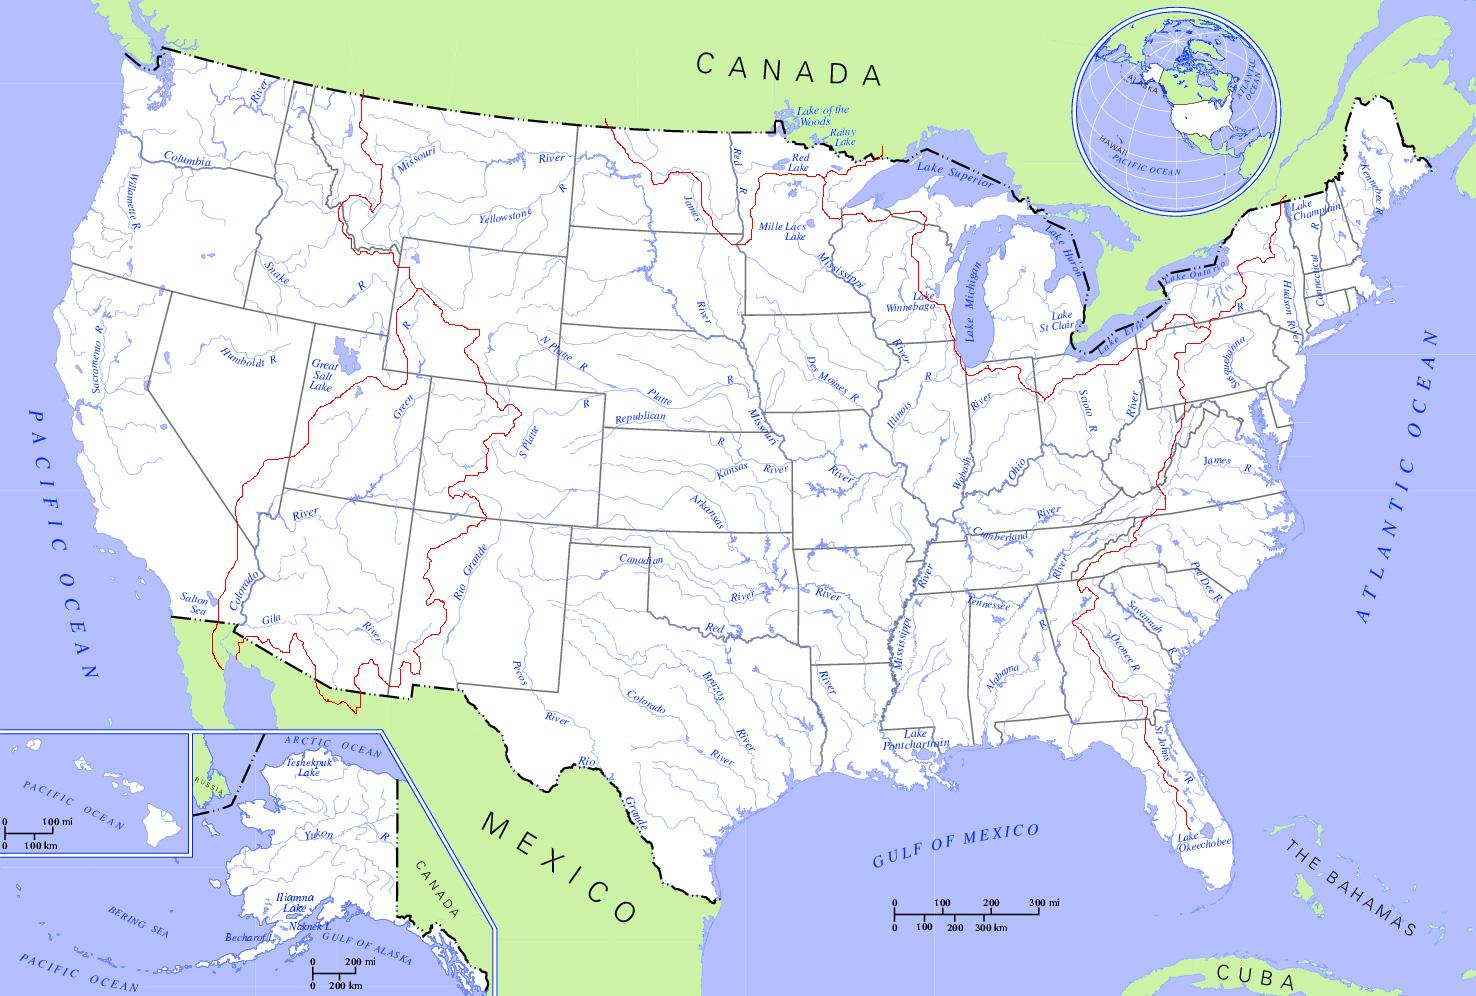 CANADA
ALASKA
ATLANTIC OCEAN
HAWAII
PACIFIC OCEAN
Lake of the
Woods
Rainy
Lake
Red
Lake
Lake Superior
River
Columbia
Missouri
River
Red
R
Willamette R
R
Yellowstone
James
Mille Lacs
Lake
Lake Huron
Kennebec R
Lake
Champlain
R
Connecticut
Snake
R
Mississippi
Lake Michigan
Lake Ontario
Hudson River
Lake
Winnebago
River
Lake
St Clair
Lake Erie
R
Sacramento R
Humboldt R
R
Great
Salt
Lake
N Platte
R
River
Susquehanna
R
Platte
Des Moines R
R
Green
R
Republican
Illinois
River
Scioto
R
River
S Platte
Missouri
R
Kansas
River
River
Wabash
Ohio
James
R
River
Arkansas
River
Cumberland
PACIFIC OCEAN
ATLANTIC OCEAN
Rio Grande
Canadian
River
River
River
River
Pee Dee R
Salton
Sea
Colorado
Gila
River
Red
Tennessee
R
Savannah
R
Mississippi
Oconee R
Pecos
Brazos
River
Alabama
Colorado
River
River
River
Lake
Pontchartrain
St Johns
R
Rio
Grande
GULF OF MEXICO
Lake
Okeechobee
MEXICO
THE BAHAMAS
CUBA
0 100 200 300 mi
0 100 200 300 km
PACIFIC OCEAN
0 100 mi
0 100 km
ARCTIC OCEAN
Teshekpuk
Lake
RUSSIA
Yukon
R
CANADA
Iliamna
Lake
Naknek L
Becharof L
BERING SEA
GULF OF ALASKA
PACIFIC OCEAN
0 200 mi
0 200 km